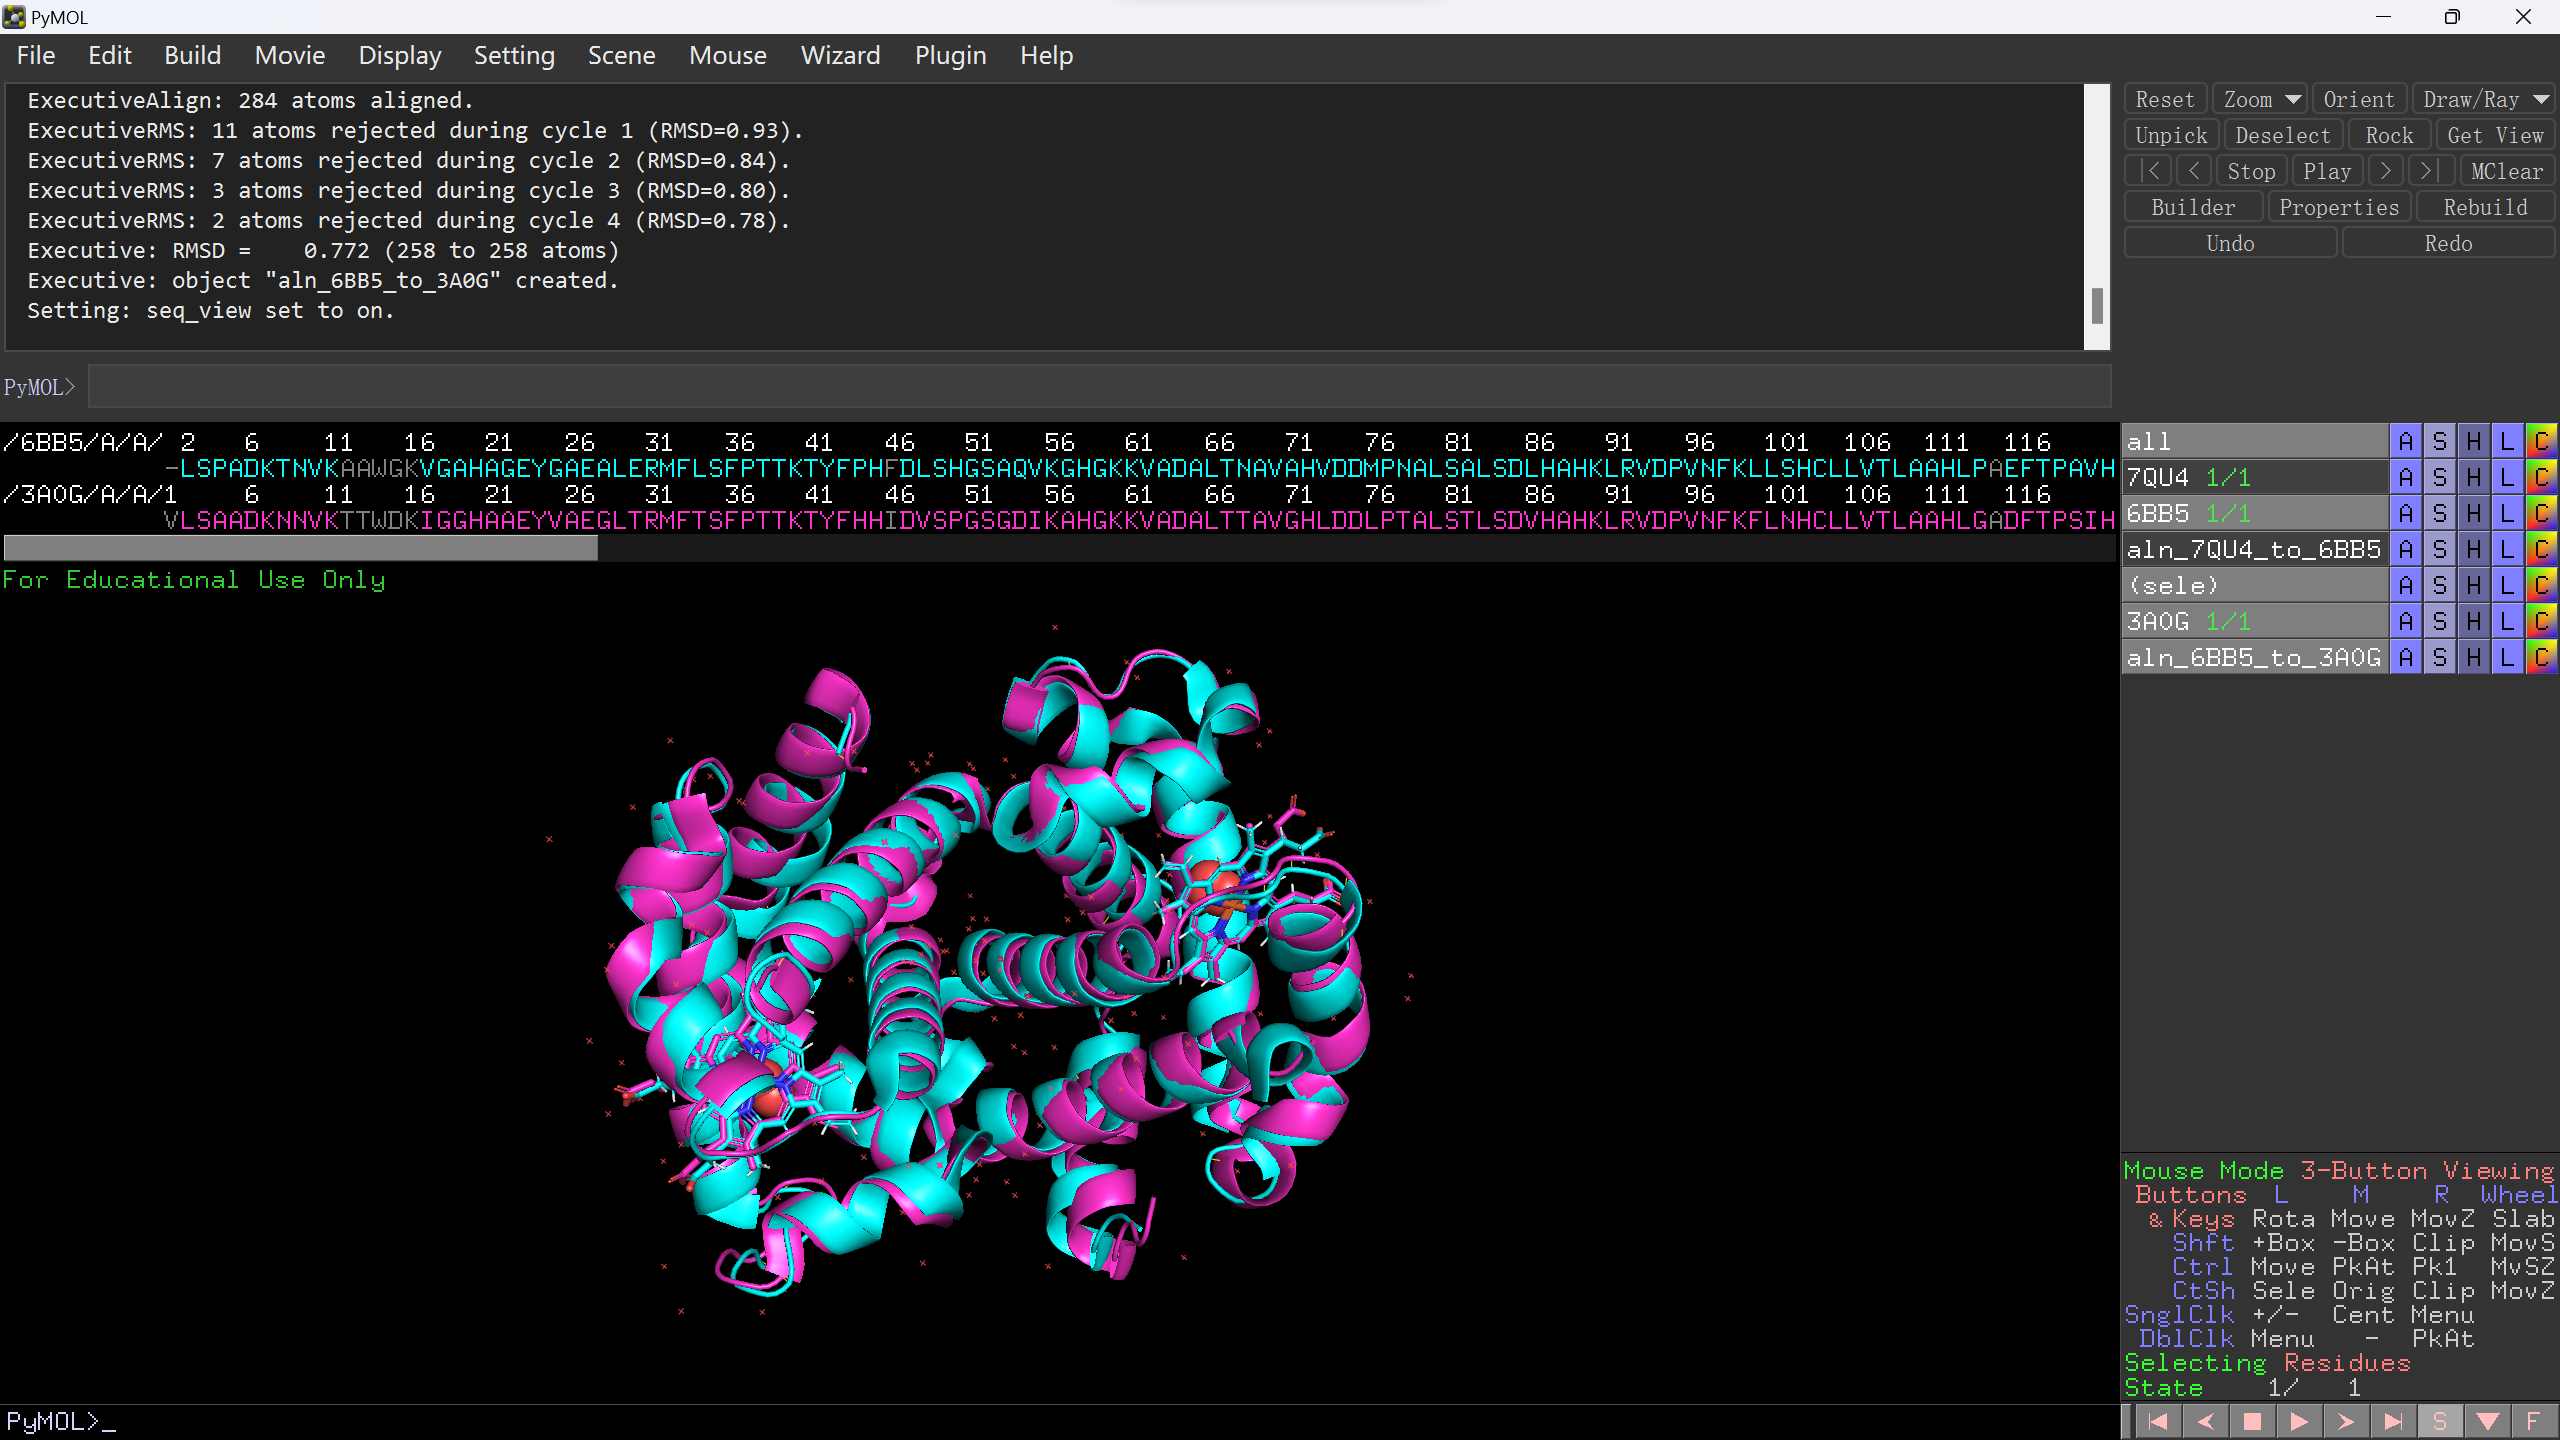 PyMOL
File Edit Build Movie Display Setting Scene Mouse Wizard Plugin Help
ExecutiveAlign: 284 atoms aligned.
ExecutiveRMS: 11 atoms rejected during cycle 1 (RMSD=0.93).
ExecutiveRMS: 7 atoms rejected during cycle 2 (RMSD=0.84).
ExecutiveRMS: 3 atoms rejected during cycle 3 (RMSD=0.80).
ExecutiveRMS: 2 atoms rejected during cycle 4 (RMSD=0.78).
Executive: RMSD =    0.772 (258 to 258 atoms)
Executive: object "aln_6BB5_to_3A0G" created.
Setting: seq_view set to on.
PyMOL>
Reset Zoom Orient Draw/Ray
Unpick Deselect Rock Get View
|< < Stop Play > >| MClear
Builder Properties Rebuild
Undo Redo
/6BB5/A/A/ 2 6 11 16 21 26 31 36 41 46 51 56 61 66 71 76 81 86 91 96 101 106 111 116
-LSPADKTNVKAAWGKVGAHAGEYGAEALERMFLSFPTTKTYFPHFDLSHGSAQVKGHGKKVADALTNAVAHVDDMPNALSALSDLHAHKLRVDPVNFKLLSHCLLVTLAAHLPAEFTPAVH
/3A0G/A/A/1 6 11 16 21 26 31 36 41 46 51 56 61 66 71 76 81 86 91 96 101 106 111 116
VLSAADKNNVKTTWDKIGGHAAEYVAEGLTRMFTSFPTTKTYFHHIDVSPGSGDIKAHGKKVADALTTAVGHLDDLPTALSTLSDVHAHKLRVDPVNFKFLNHCLLVTLAAHLGADFTPSIH
For Educational Use Only
all A S H L C
7QU4 1/1 A S H L C
6BB5 1/1 A S H L C
aln_7QU4_to_6BB5 A S H L C
(sele) A S H L C
3A0G 1/1 A S H L C
aln_6BB5_to_3A0G A S H L C
Mouse Mode 3-Button Viewing
Buttons L M R Wheel
& Keys Rota Move MovZ Slab
Shft +Box -Box Clip MovS
Ctrl Move PkAt Pk1 MvSZ
CtSh Sele Orig Clip MovZ
SnglClk +/- Cent Menu
DblClk Menu - PkAt
Selecting Residues
State 1/ 1
PyMOL>_
S F